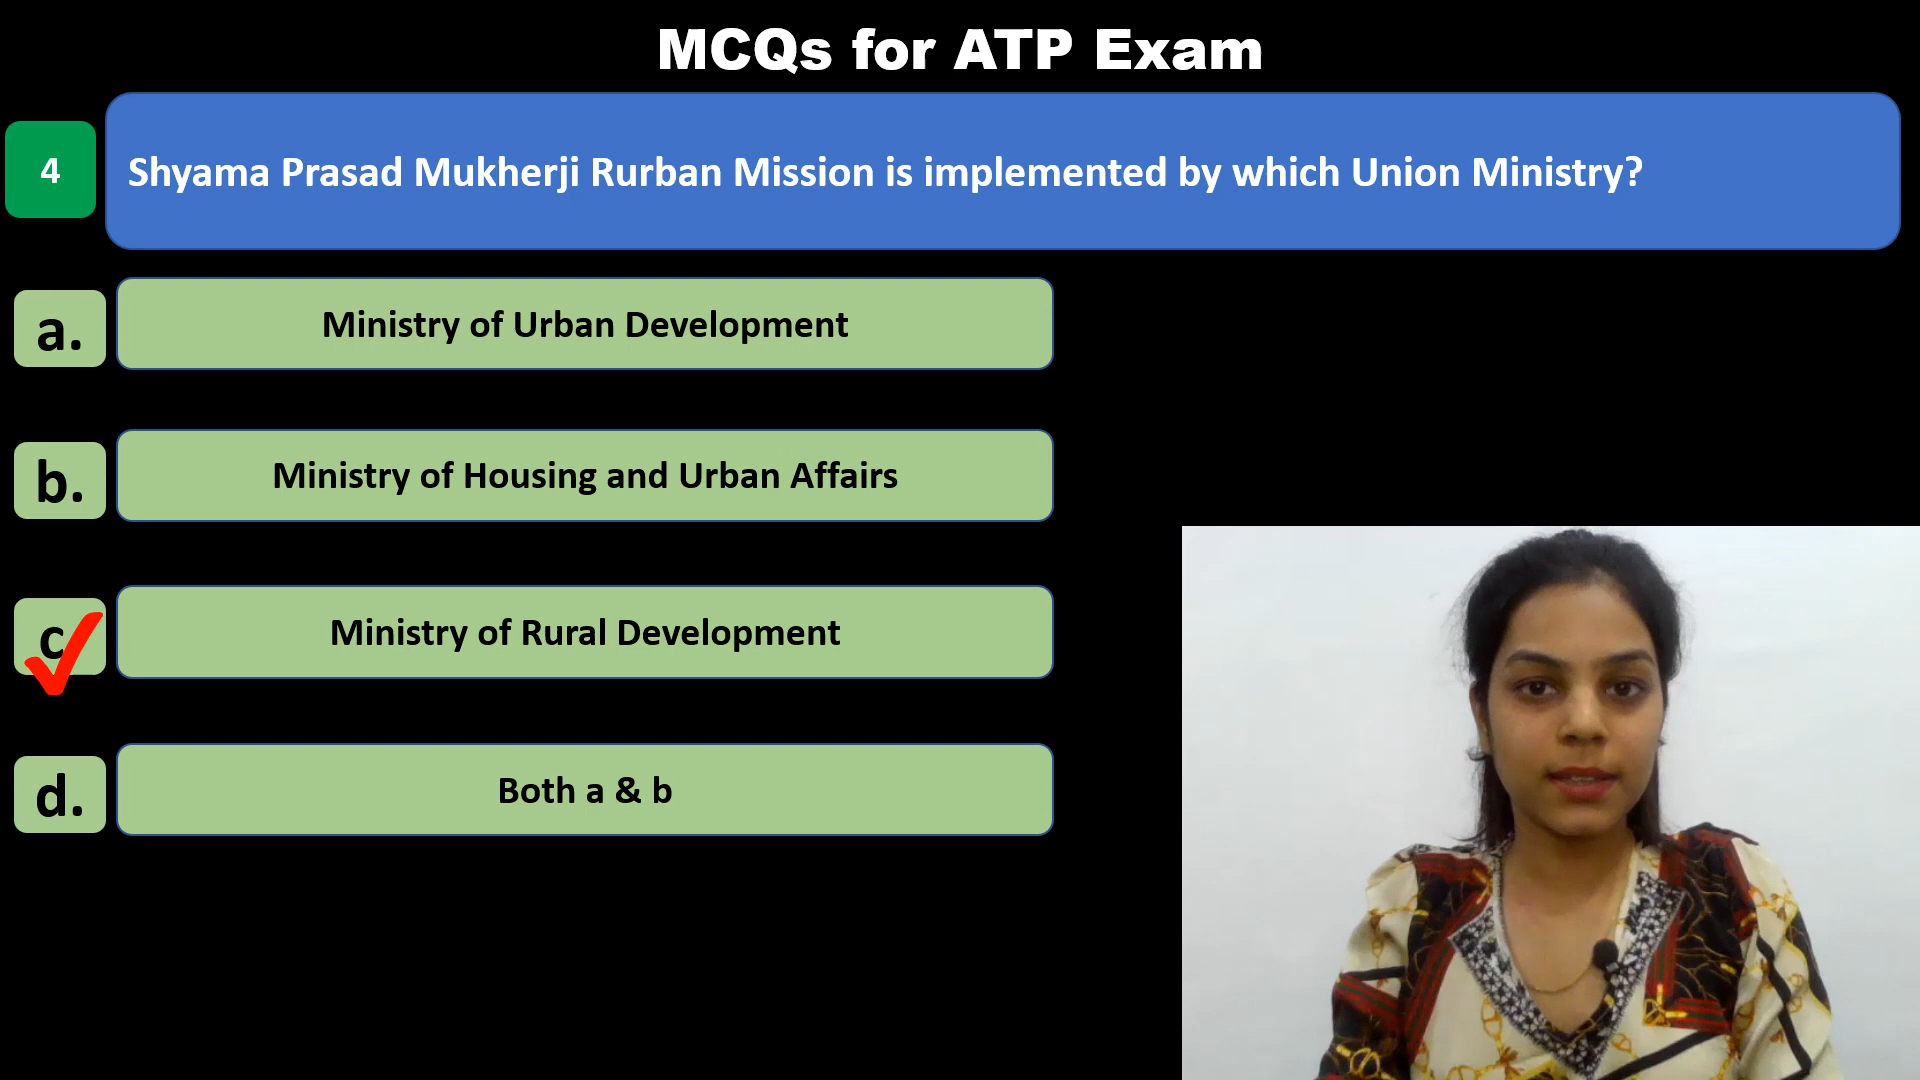 MCQs for ATP Exam
4
Shyama Prasad Mukherji Rurban Mission is implemented by which Union Ministry?
a.
Ministry of Urban Development
b.
Ministry of Housing and Urban Affairs
c
Ministry of Rural Development
d.
Both a & b